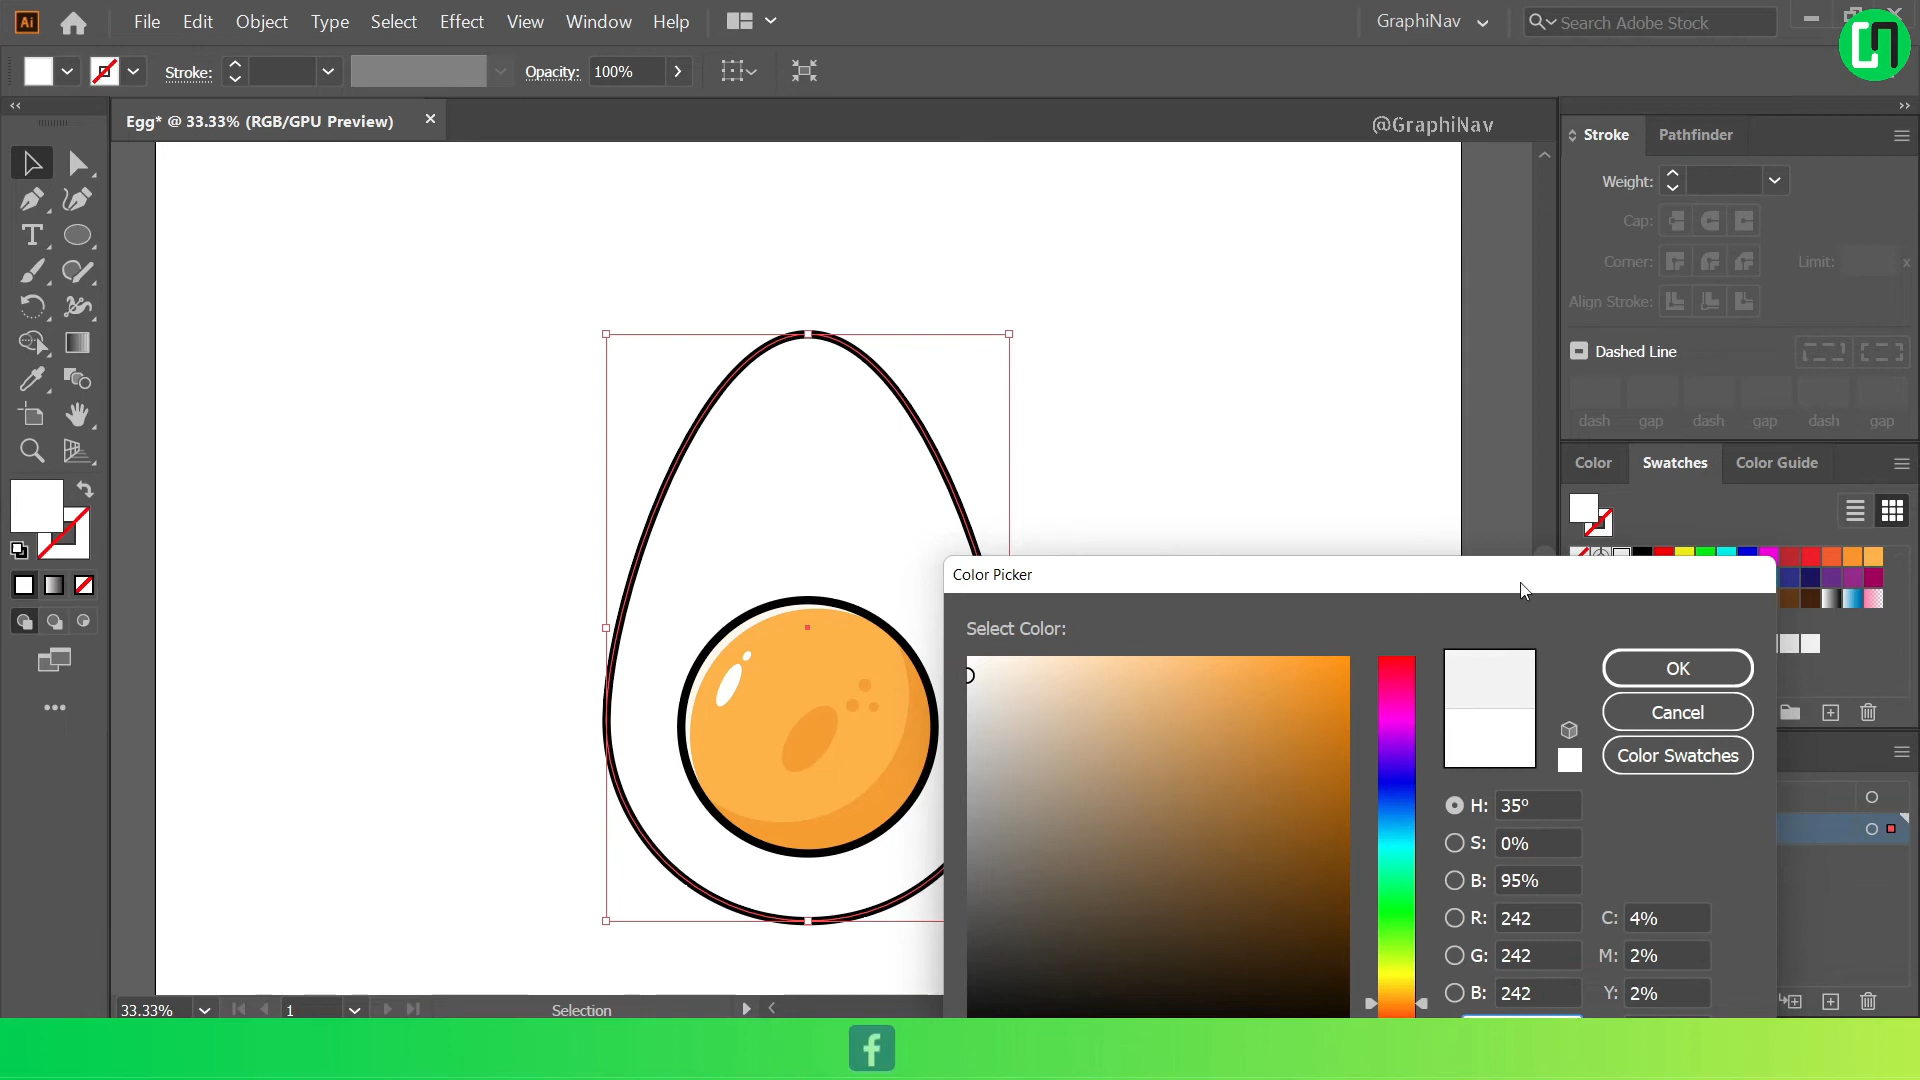 Ai File Edit Object Type Select Effect View Window Help GraphiNav Search Adobe Stock
Stroke: Opacity: 100%
Egg* @ 33.33% (RGB/GPU Preview)
@GraphiNav
Stroke Pathfinder
Weight:
Cap:
Corner: Limit: x
Align Stroke:
Dashed Line
dash gap dash gap dash gap
Color Swatches Color Guide
Color Picker
Select Color:
OK
Cancel
Color Swatches
H: 35°
S: 0%
B: 95%
R: 242 C: 4%
G: 242 M: 2%
B: 242 Y: 2%
33.33% 1 Selection